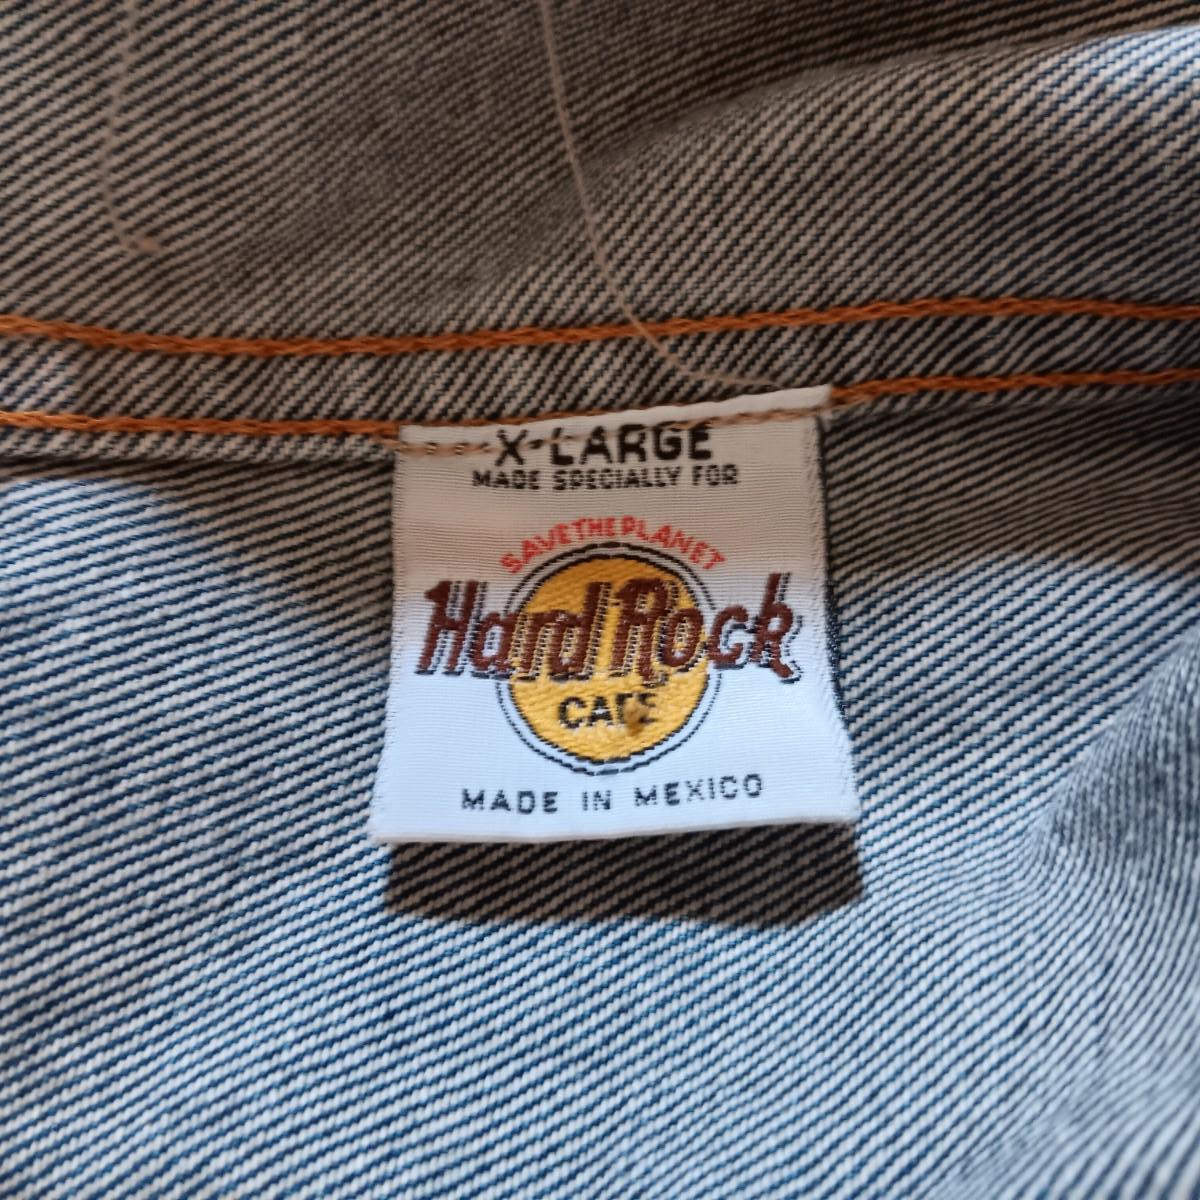 X-LARGE
MADE SPECIALLY FOR
SAVE THE PLANET
Hard Rock
CAFE
MADE IN MEXICO